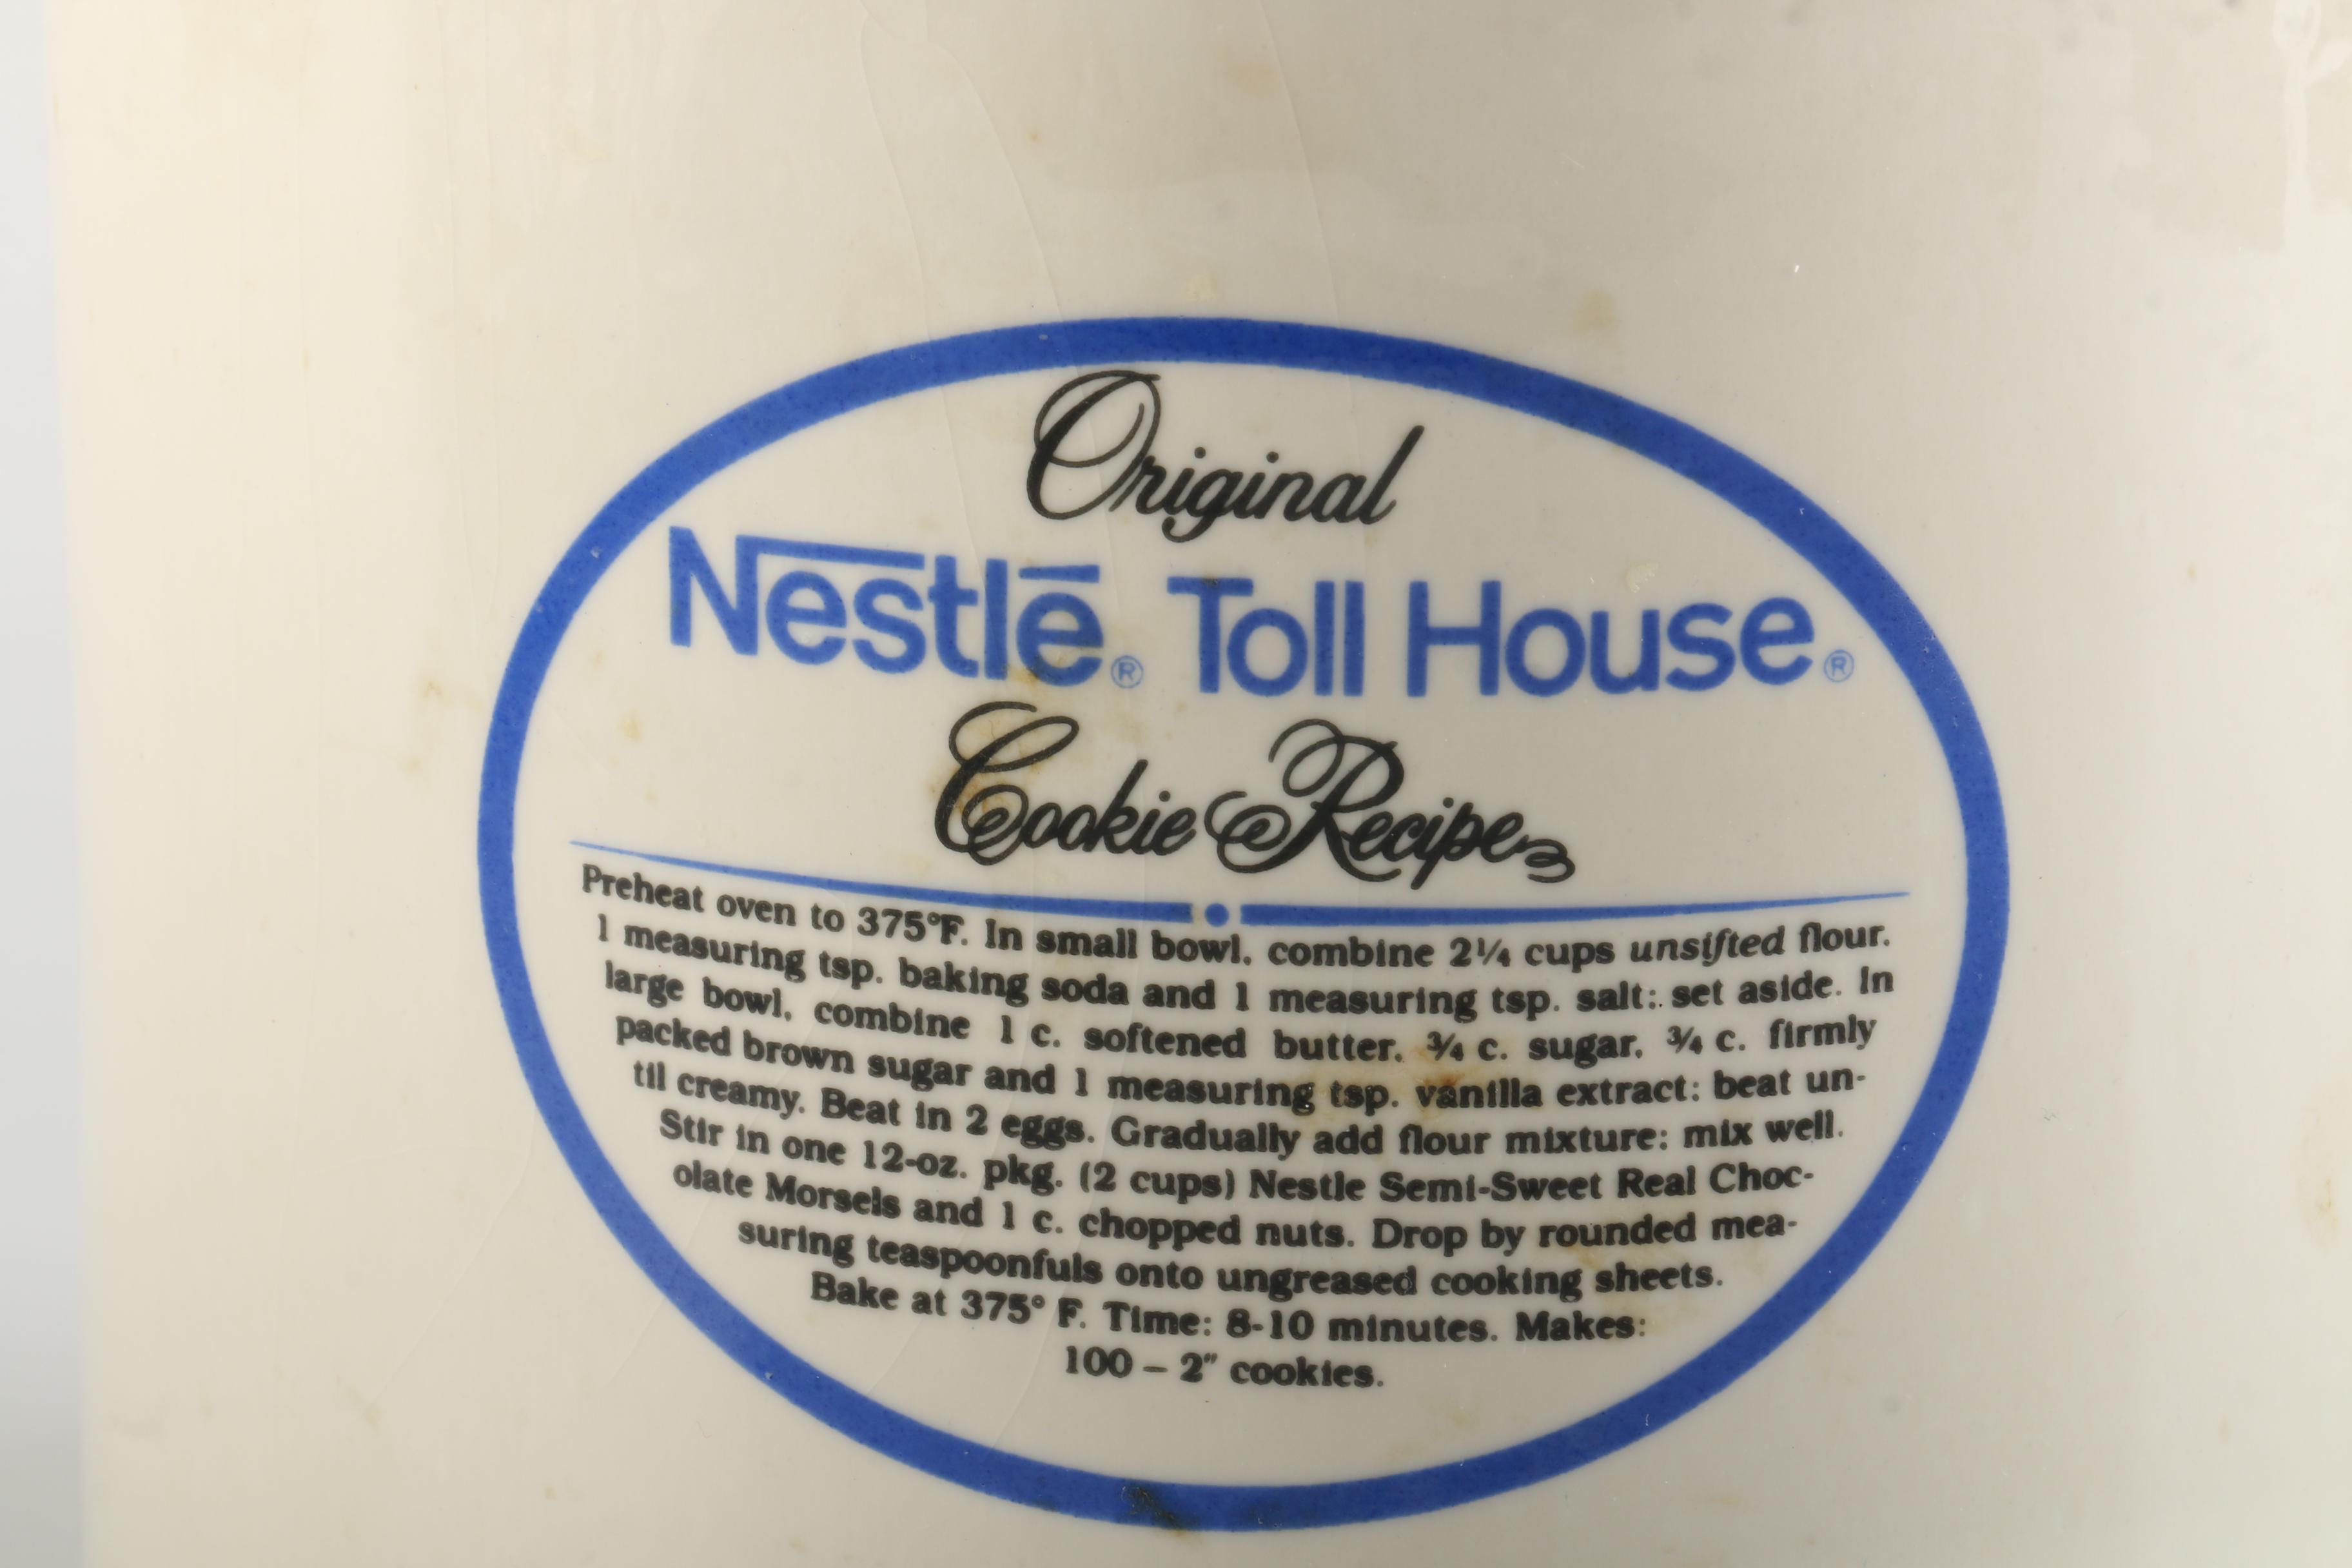 Original
Nestlé® Toll House®
Cookie Recipe
Preheat oven to 375°F. In small bowl, combine 2¼ cups unsifted flour,
1 measuring tsp. baking soda and 1 measuring tsp. salt; set aside. In
large bowl, combine 1 c. softened butter, ¾ c. sugar, ¾ c. firmly
packed brown sugar and 1 measuring tsp. vanilla extract; beat un-
til creamy. Beat in 2 eggs. Gradually add flour mixture; mix well.
Stir in one 12-oz. pkg. (2 cups) Nestle Semi-Sweet Real Choc-
olate Morsels and 1 c. chopped nuts. Drop by rounded mea-
suring teaspoonfuls onto ungreased cooking sheets.
Bake at 375° F. Time: 8-10 minutes. Makes:
100 – 2" cookies.